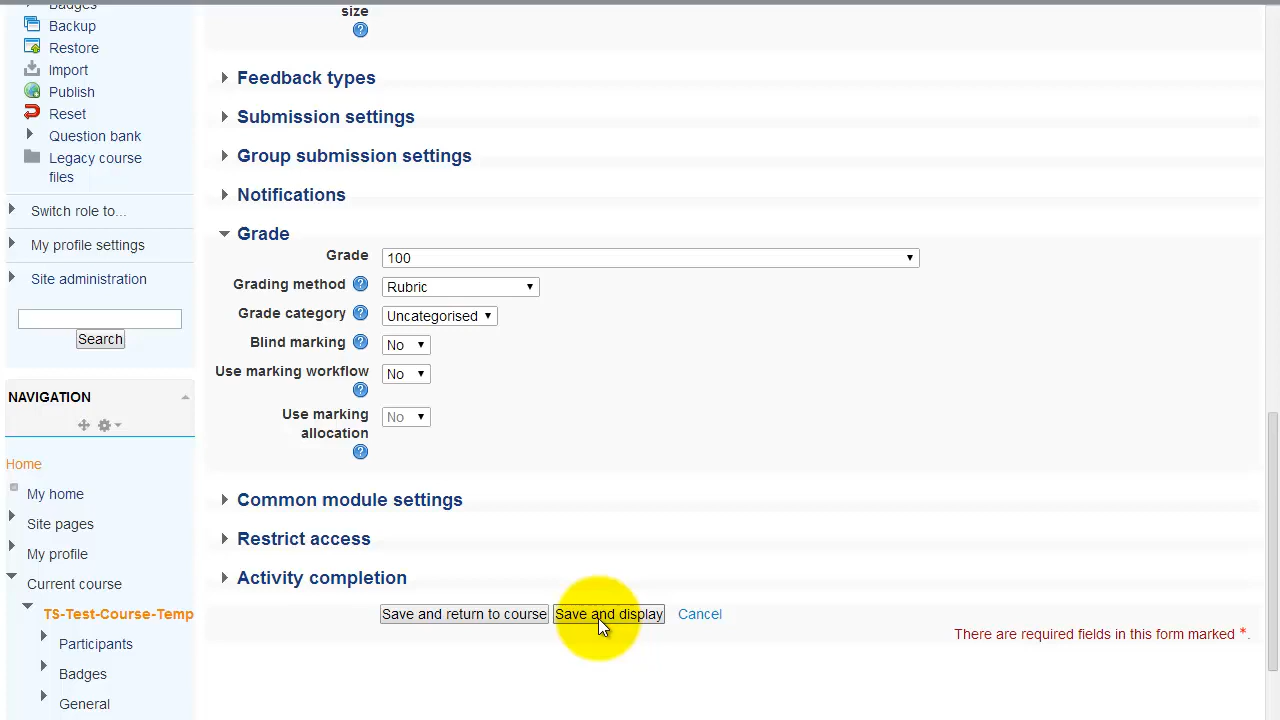 Badges
Backup
Restore
Import
Publish
Reset
Question bank
Legacy course
files
Switch role to...
My profile settings
Site administration
Search
NAVIGATION
Home
My home
Site pages
My profile
Current course
TS-Test-Course-Temp
Participants
Badges
General
size
Feedback types
Submission settings
Group submission settings
Notifications
Grade
Grade 100
Grading method Rubric
Grade category Uncategorised
Blind marking No
Use marking workflow No
Use marking No
allocation
Common module settings
Restrict access
Activity completion
Save and return to course Save and display Cancel
There are required fields in this form marked *.